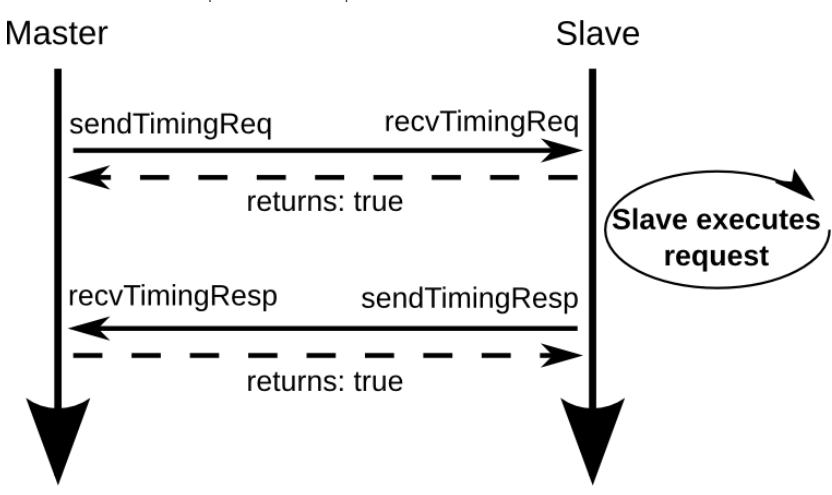 Master
Slave
sendTimingReq
recvTimingReq
returns: true
Slave executes
request
recvTimingResp
sendTimingResp
returns: true